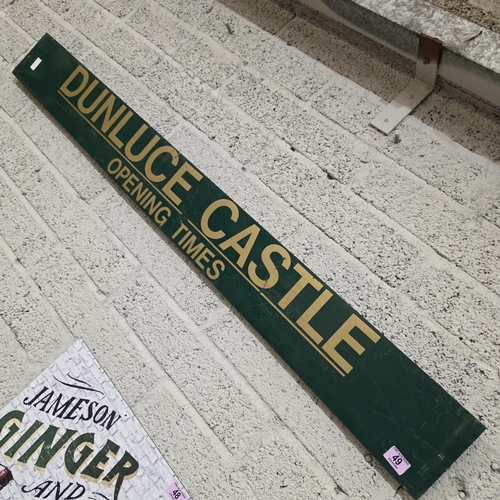 DUNLUCE CASTLE
OPENING TIMES
49
JAMESON
GINGER
AND
48